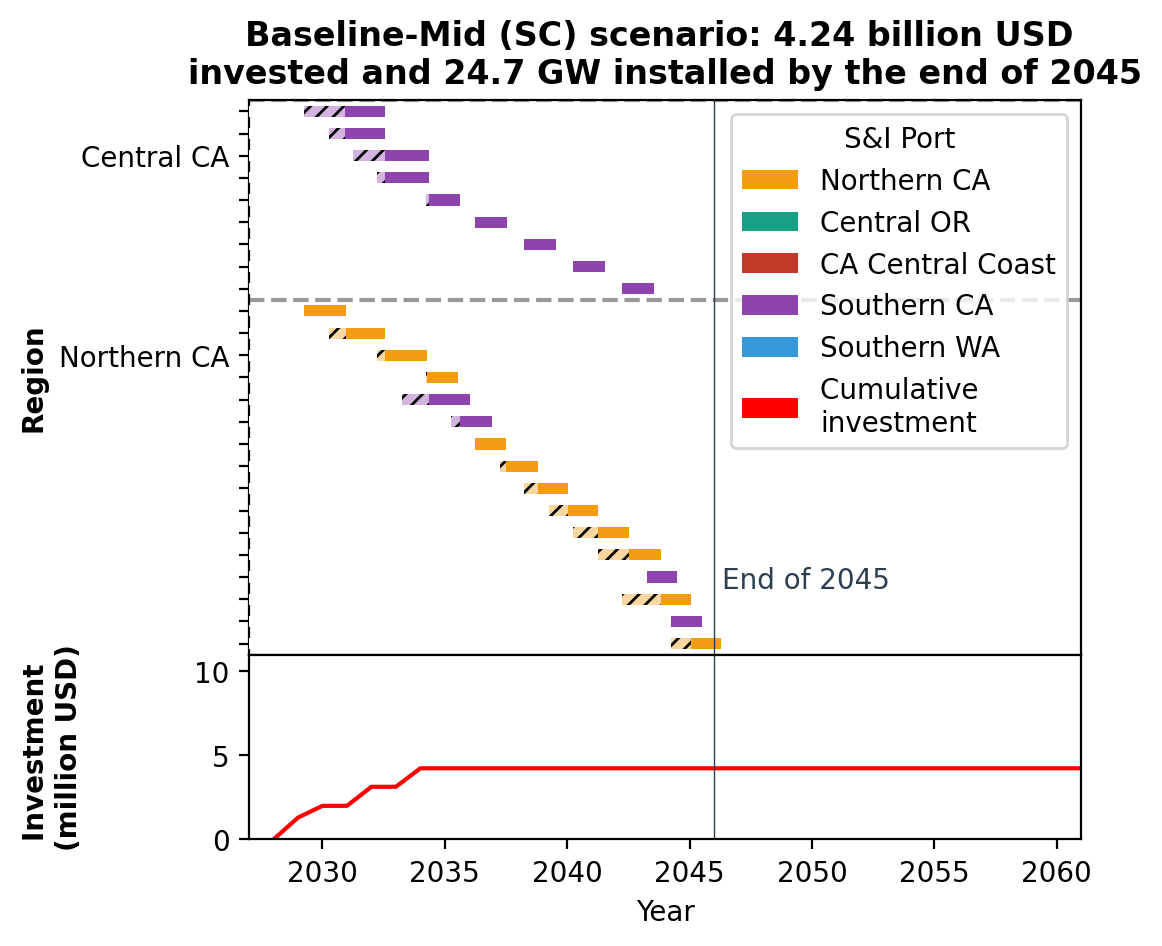 Baseline-Mid (SC) scenario: 4.24 billion USD
invested and 24.7 GW installed by the end of 2045
Region
Central CA
Northern CA
S&I Port
Northern CA
Central OR
CA Central Coast
Southern CA
Southern WA
Cumulative
investment
End of 2045
Investment
(million USD)
10
5
0
2030 2035 2040 2045 2050 2055 2060
Year